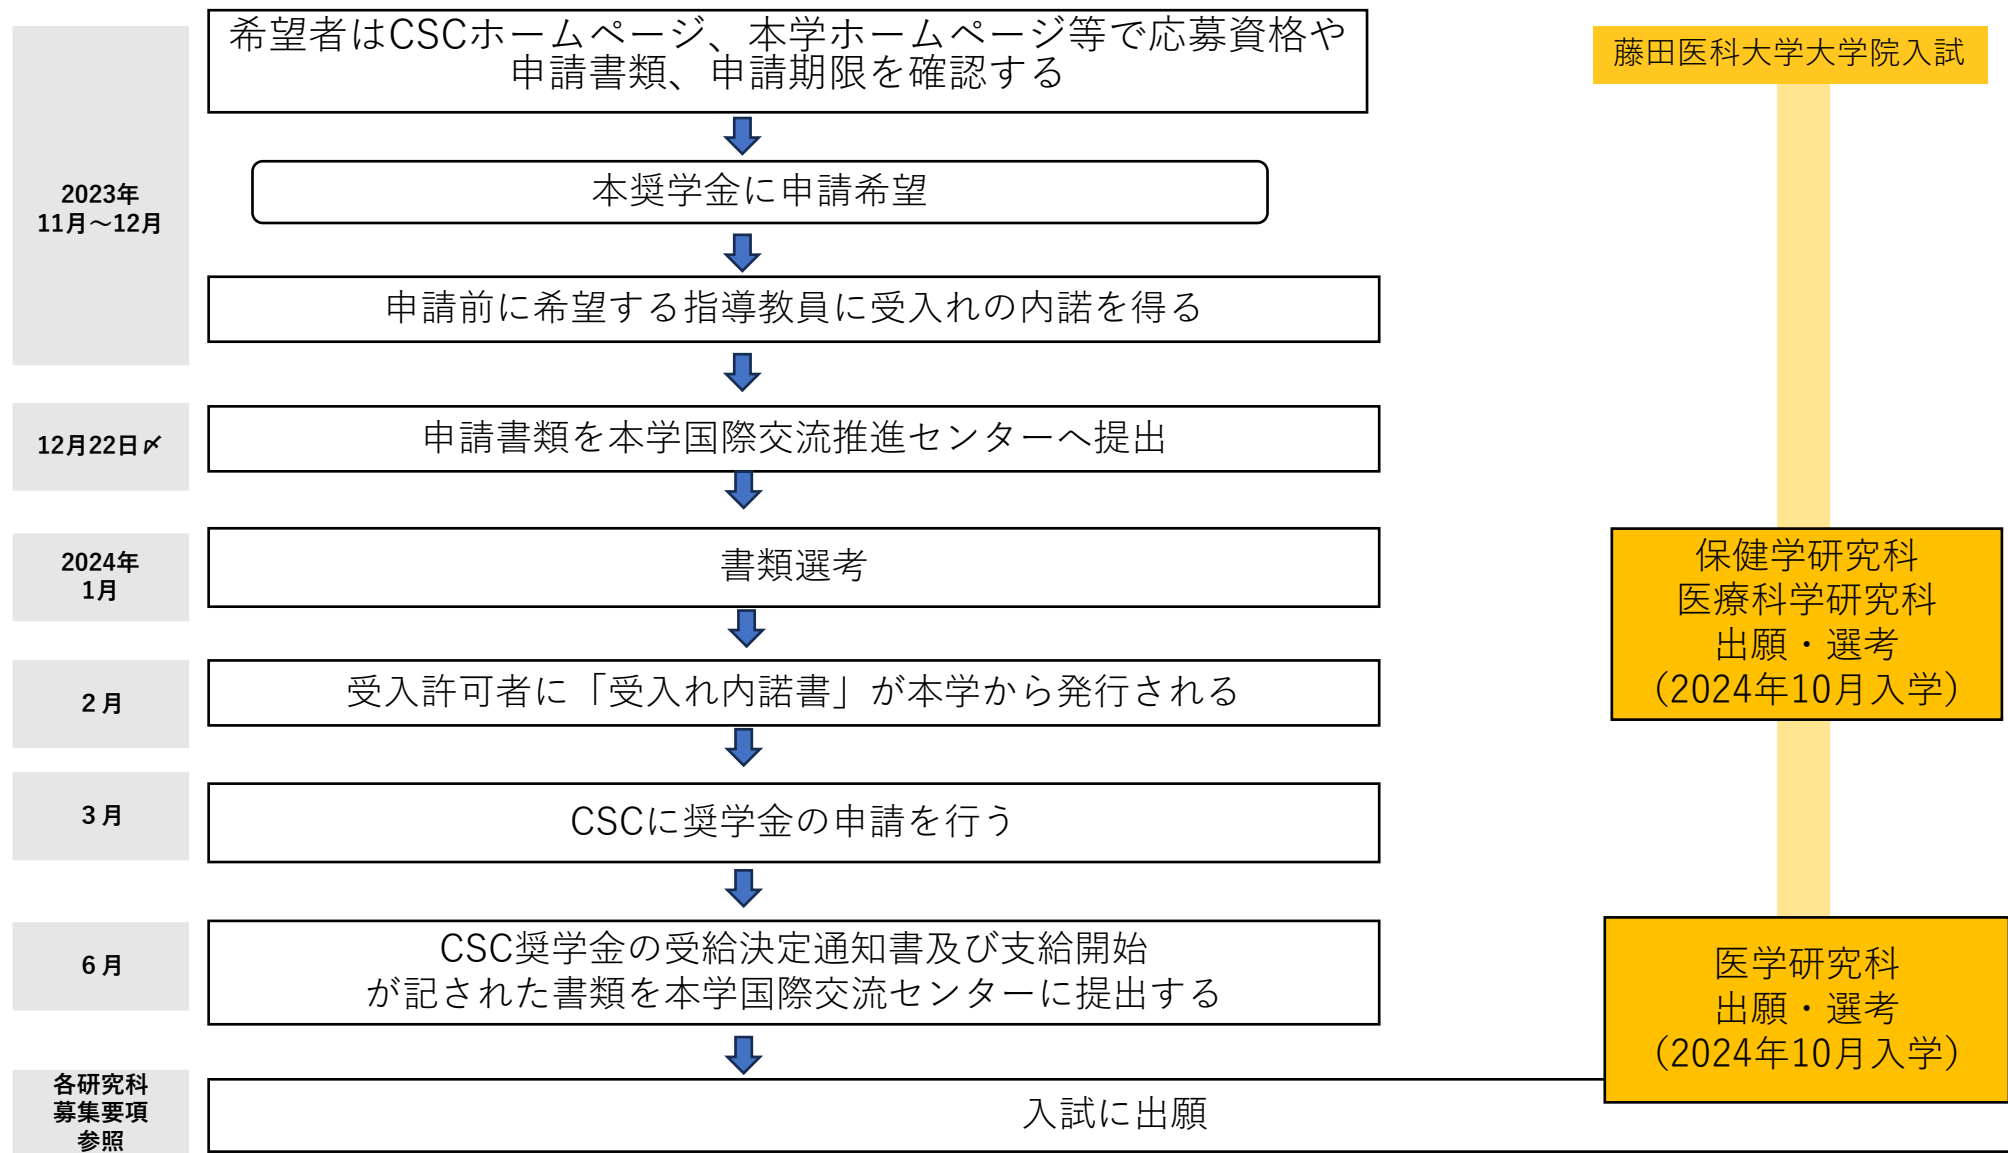 希望者はCSCホームページ、本学ホームページ等で応募資格や
申請書類、申請期限を確認する
藤田医科大学大学院入試
2023年
11月～12月
本奨学金に申請希望
申請前に希望する指導教員に受入れの内諾を得る
12月22日〆
申請書類を本学国際交流推進センターへ提出
2024年
1月
書類選考
保健学研究科
医療科学研究科
出願・選考
（2024年10月入学）
2月
受入許可者に「受入れ内諾書」が本学から発行される
3月
CSCに奨学金の申請を行う
6月
CSC奨学金の受給決定通知書及び支給開始
が記された書類を本学国際交流センターに提出する
医学研究科
出願・選考
（2024年10月入学）
各研究科
募集要項
参照
入試に出願